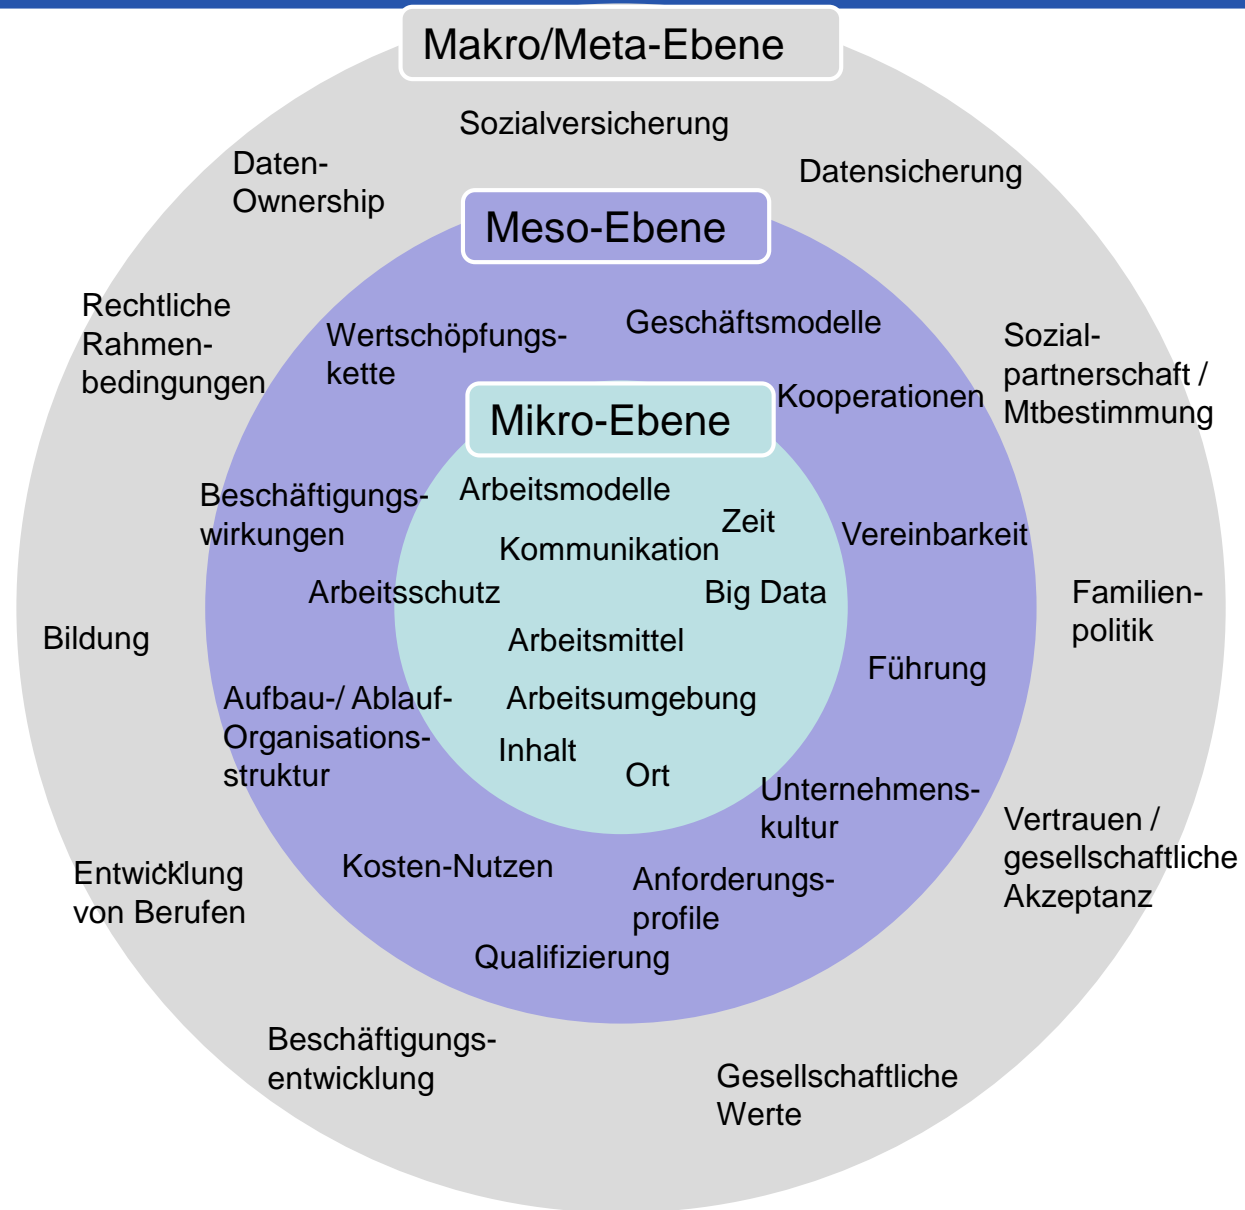 Makro/Meta-Ebene
Sozialversicherung
Daten-
Ownership
Datensicherung
Meso-Ebene
Rechtliche
Rahmen-
bedingungen
Wertschöpfungs-
kette
Geschäftsmodelle
Sozial-
partnerschaft /
Mtbestimmung
Kooperationen
Mikro-Ebene
Beschäftigungs-
wirkungen
Arbeitsmodelle
Zeit
Kommunikation
Vereinbarkeit
Arbeitsschutz
Big Data
Familien-
politik
Bildung
Arbeitsmittel
Führung
Aufbau-/ Ablauf-
Organisations-
struktur
Arbeitsumgebung
Inhalt
Ort
Unternehmens-
kultur
Vertrauen /
gesellschaftliche
Akzeptanz
Entwicklung
von Berufen
...
Kosten-Nutzen
Anforderungs-
profile
Qualifizierung
Beschäftigungs-
entwicklung
Gesellschaftliche
Werte